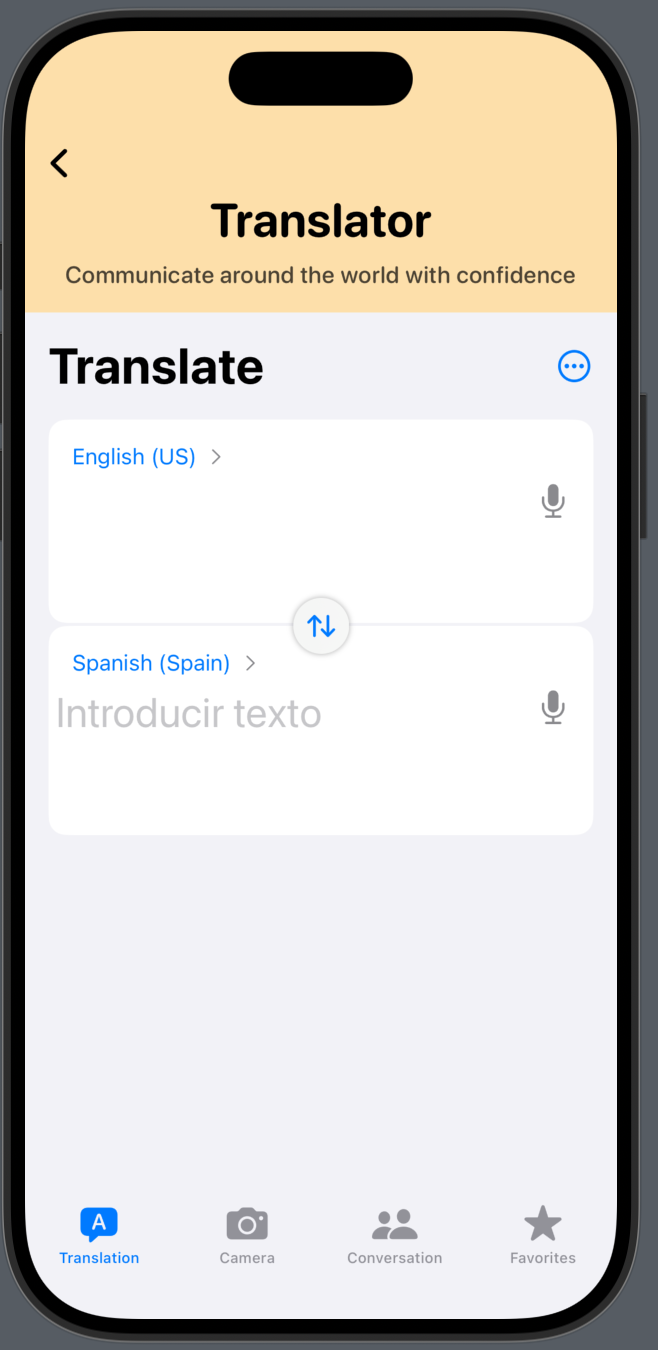 Translator
Communicate around the world with confidence
Translate
English (US)
Spanish (Spain)
Introducir texto
A
Translation
Camera
Conversation
Favorites